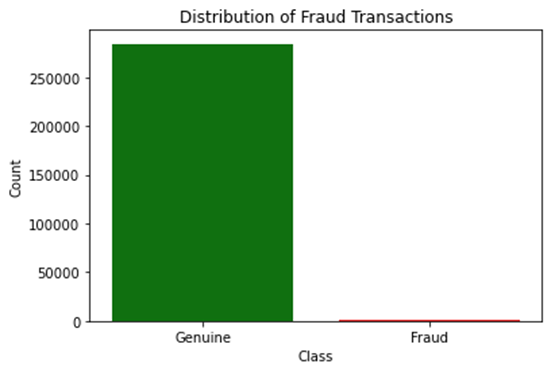 Distribution of Fraud Transactions
250000
200000
150000
100000
50000
0
Count
Genuine
Fraud
Class